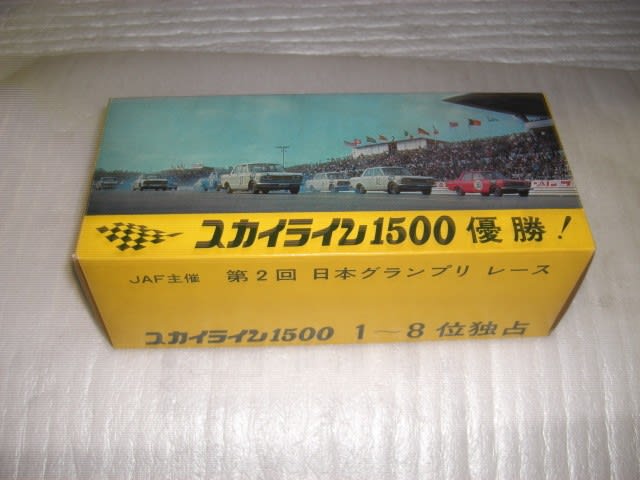 スカイライン1500 優勝!
JAF主催 第2回 日本グランプリ レース
スカイライン1500 1~8位独占